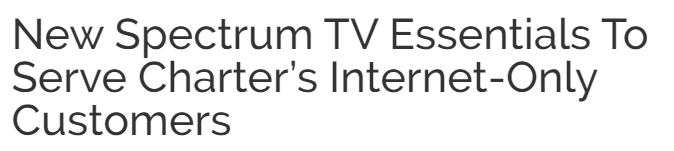 New Spectrum TV Essentials To
Serve Charter’s Internet-Only
Customers